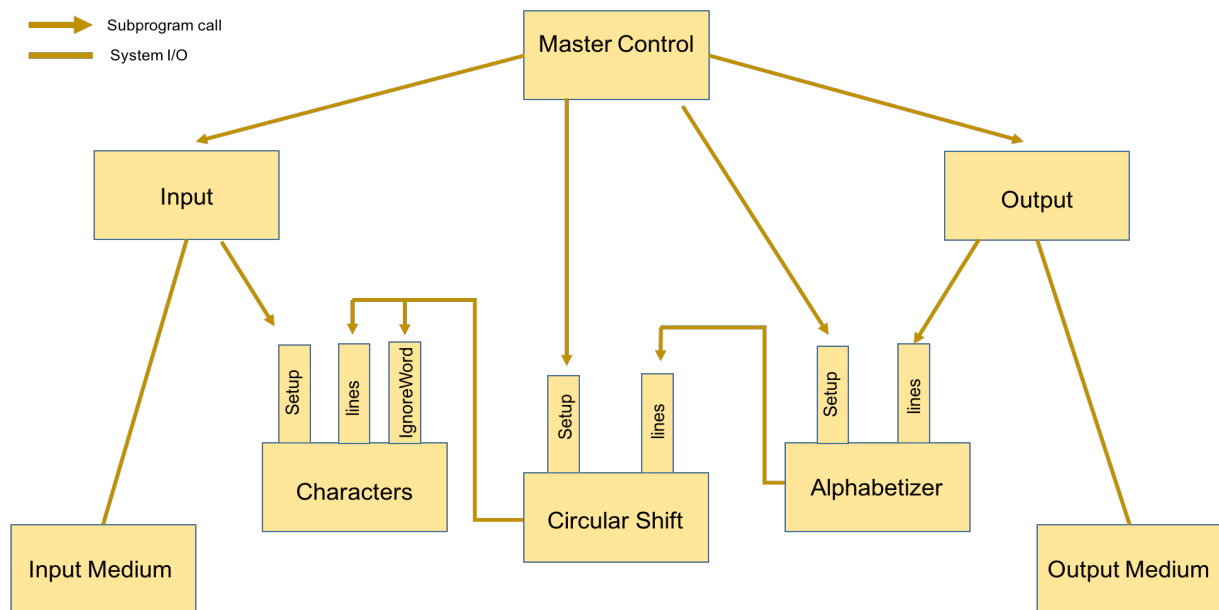 Subprogram call
System I/O
Master Control
Input
Output
Setup
lines
IgnoreWord
Setup
lines
Setup
lines
Characters
Circular Shift
Alphabetizer
Input Medium
Output Medium